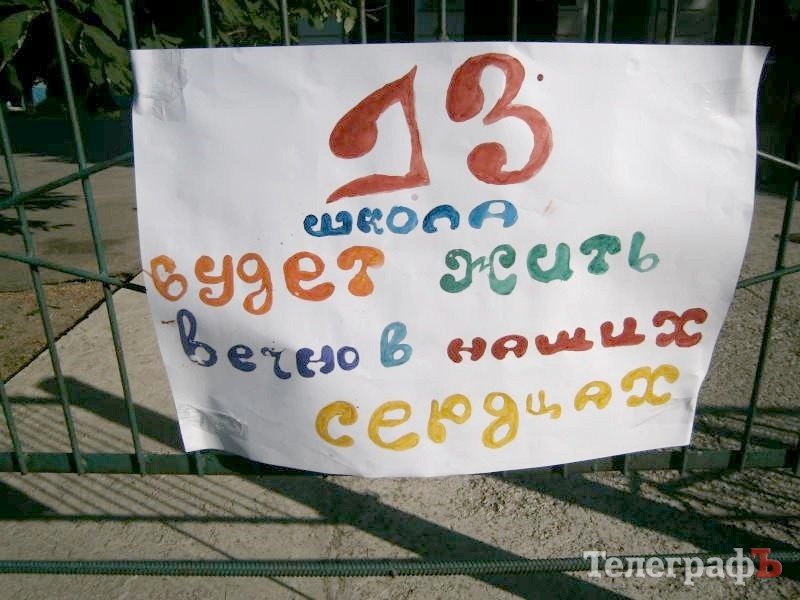 13
школа
будет жить
вечно в наших
сердцах
ТелеграфЪ